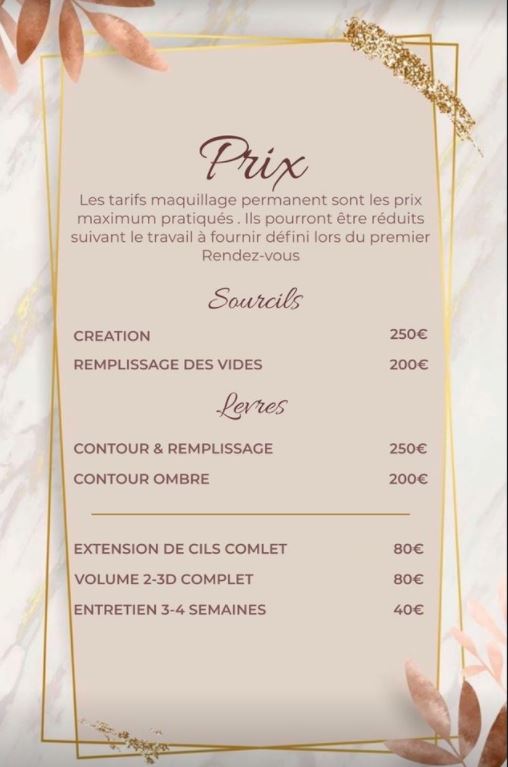 Prix
Les tarifs maquillage permanent sont les prix
maximum pratiqués . Ils pourront être réduits
suivant le travail à fournir défini lors du premier
Rendez-vous
Sourcils
CREATION 250€
REMPLISSAGE DES VIDES 200€
Levres
CONTOUR & REMPLISSAGE 250€
CONTOUR OMBRE 200€
EXTENSION DE CILS COMLET 80€
VOLUME 2-3D COMPLET 80€
ENTRETIEN 3-4 SEMAINES 40€